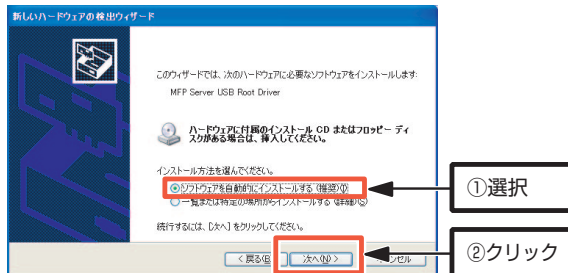 新しいハードウェアの検出ウィザード
このウィザードでは、次のハードウェアに必要なソフトウェアをインストールします:
MFP Server USB Root Driver
ハードウェアに付属のインストール CD またはフロッピー ディ
スクがある場合は、挿入してください。
インストール方法を選んでください。
ソフトウェアを自動的にインストールする (推奨)(I)
一覧または特定の場所からインストールする (詳細)(S)
①選択
続行するには、[次へ] をクリックしてください。
< 戻る(B)
次へ(N) >
キャンセル
②クリック